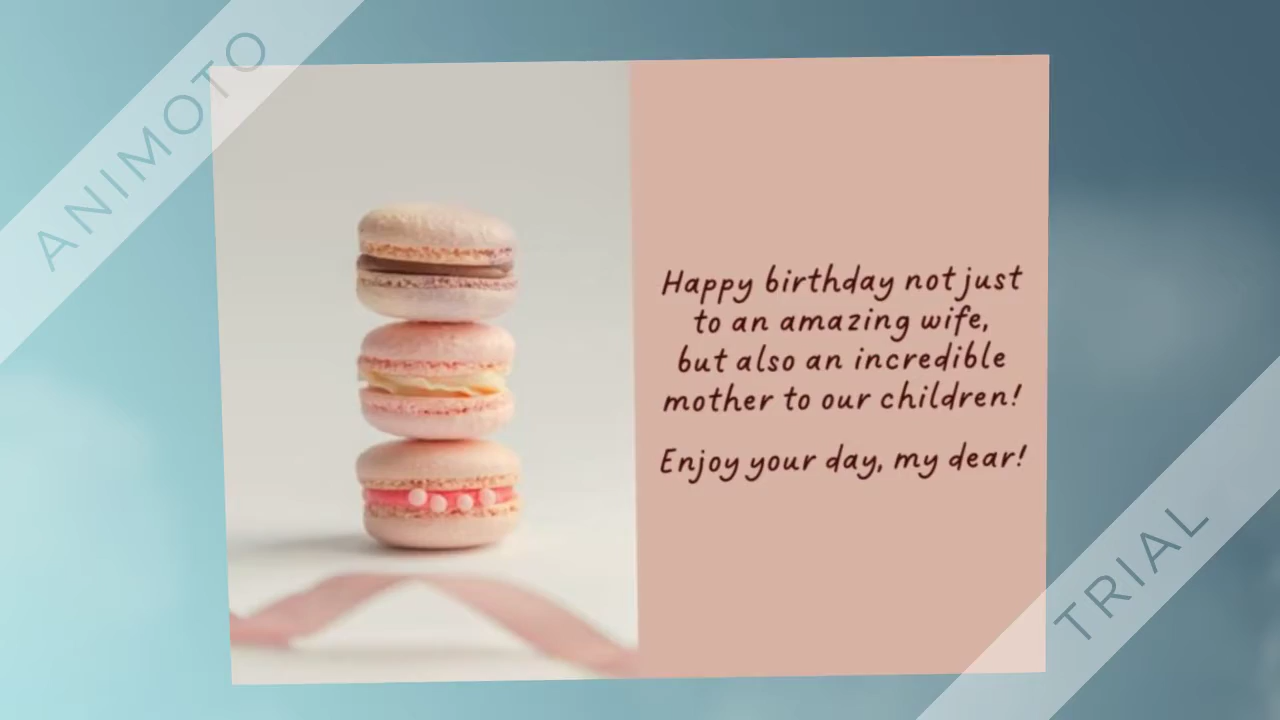 ANIMOTO
Happy birthday not just
to an amazing wife,
but also an incredible
mother to our children!
Enjoy your day, my dear!
TRIAL